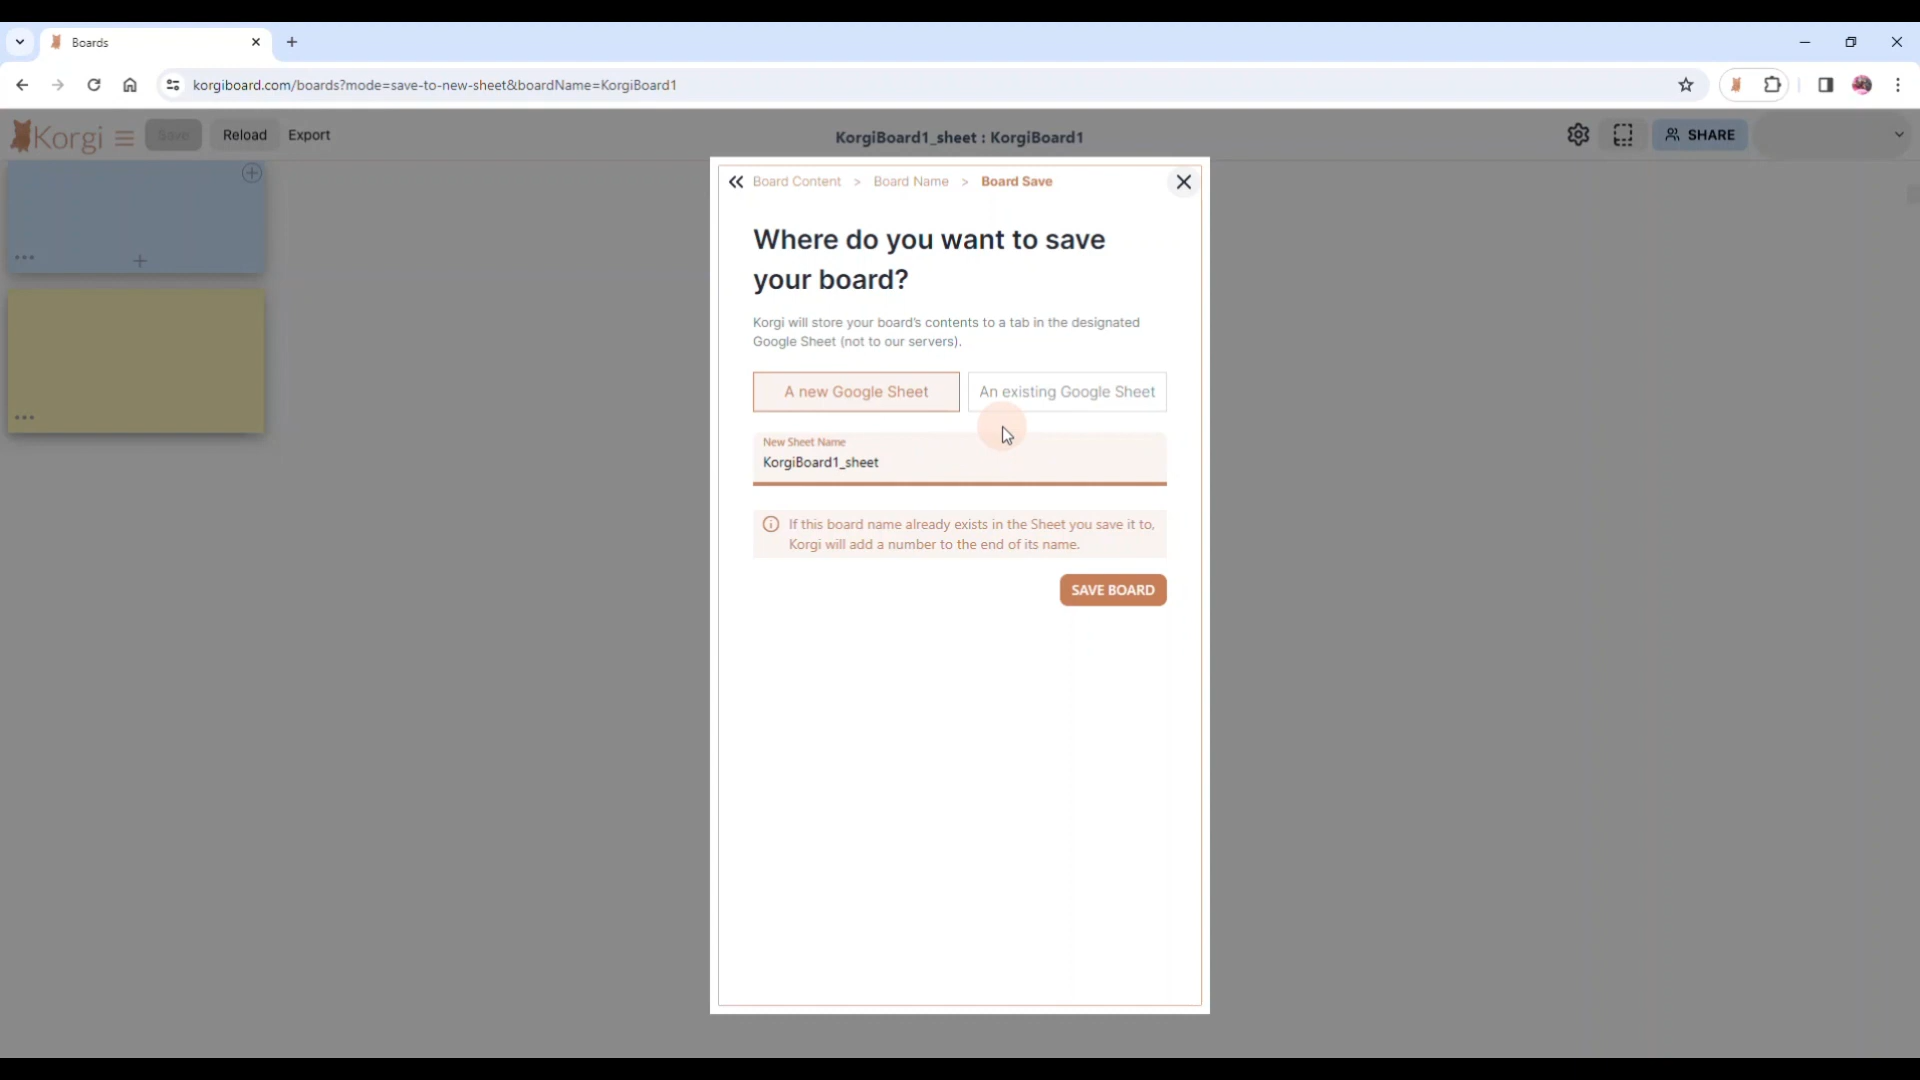 Boards
korgiboard.com/boards?mode=save-to-new-sheet&boardName=KorgiBoard1
Korgi Save Reload Export KorgiBoard1_sheet : KorgiBoard1 SHARE
Board Content > Board Name > Board Save
Where do you want to save
your board?
Korgi will store your board's contents to a tab in the designated
Google Sheet (not to our servers).
A new Google Sheet An existing Google Sheet
New Sheet Name
KorgiBoard1_sheet
If this board name already exists in the Sheet you save it to,
Korgi will add a number to the end of its name.
SAVE BOARD